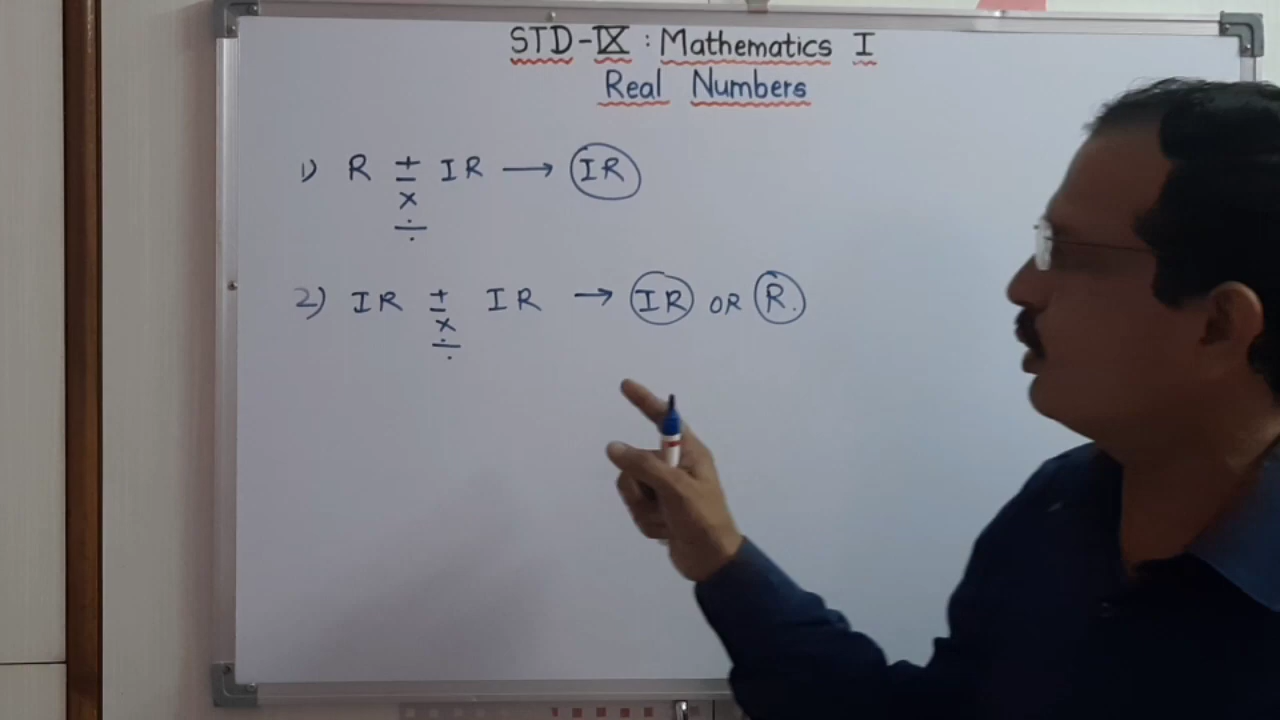 STD-IX : Mathematics I
Real Numbers
1) R ± IR → IR
×
÷
2) IR ± IR → IR OR R.
×
÷